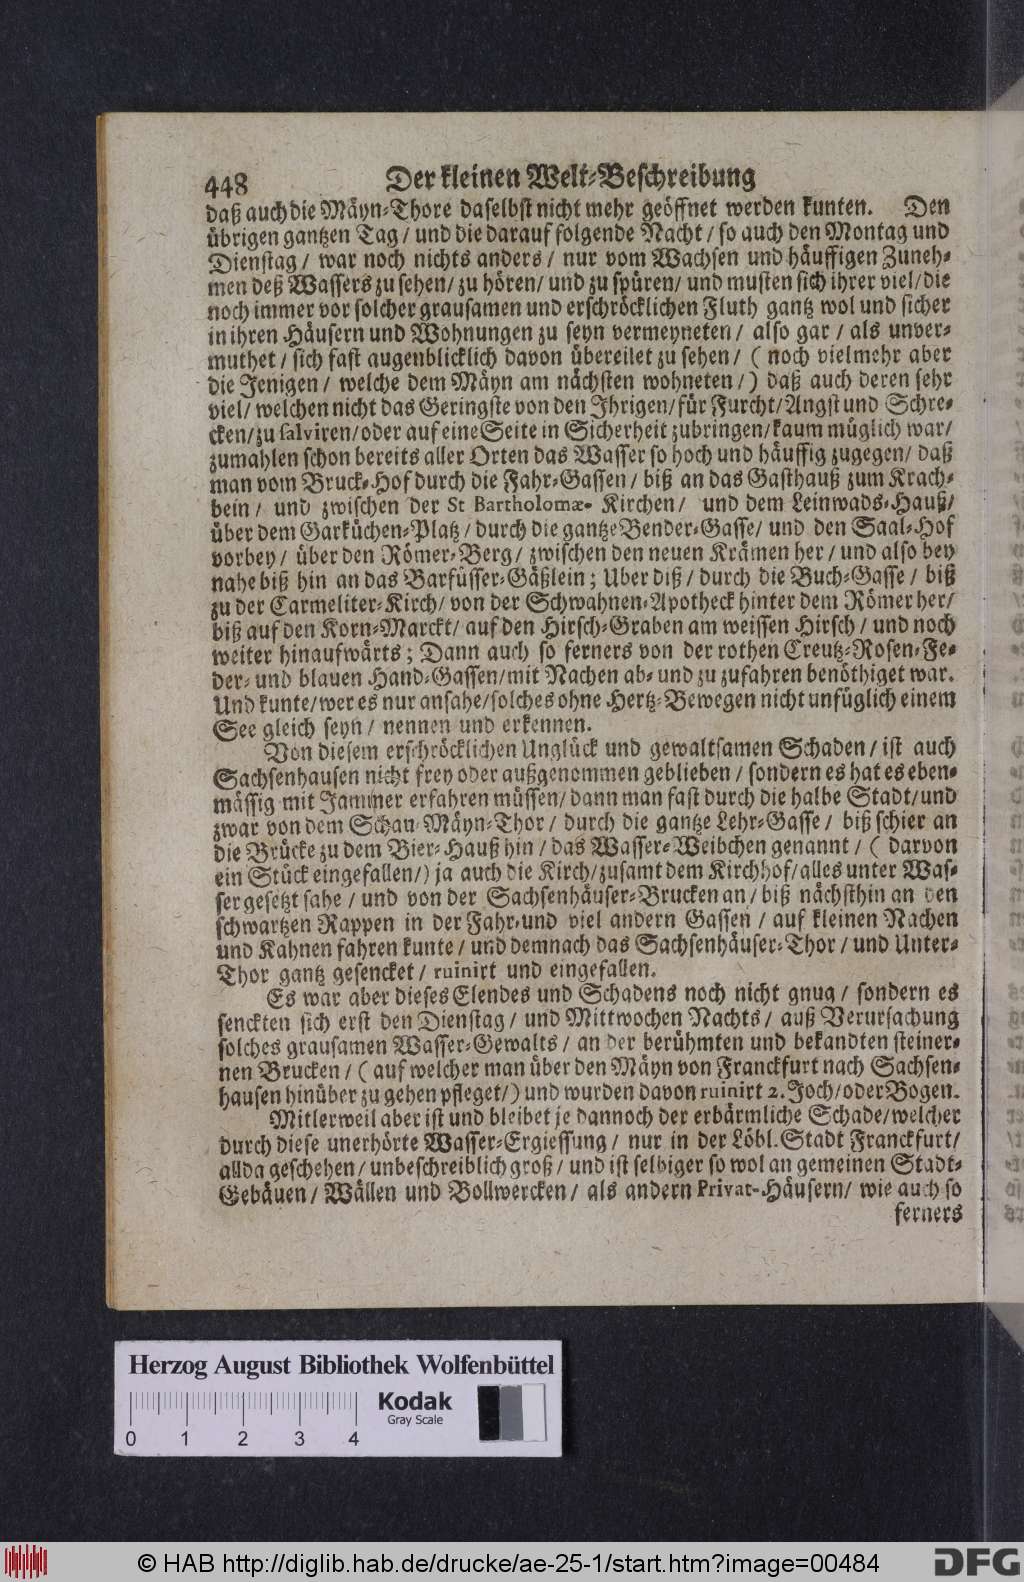 448 Der kleinen Welt-Beschreibung
daß auch die Mäyn-Thore daselbst nicht mehr geöffnet werden kunten. Den
übrigen gantzen Tag / und die darauf folgende Nacht / so auch den Montag und
Dienstag / war noch nichts anders / nur vom Wachsen und häuffigen Zuneh-
men deß Wassers zu sehen / zu hören / und zu spüren / und musten sich ihrer viel / die
noch immer vor solcher grausamen und erschröcklichen Fluth gantz wol und sicher
in ihren Häusern und Wohnungen zu seyn vermeyneten / also gar / als unver-
muthet / sich fast augenblicklich davon übereilet zu sehen / ( noch vielmehr aber
die Jenigen / welche dem Mäyn am nächsten wohneten / ) daß auch deren sehr
viel / welchen nicht das Geringste von den Ihrigen / für Furcht / Angst und Schre-
cken / zu salviren / oder auf eine Seite in Sicherheit zubringen / kaum müglich war /
zumahlen schon bereits aller Orten das Wasser so hoch und häuffig zugegen / daß
man vom Bruck-Hof durch die Fahr-Gassen / biß an das Gasthauß zum Krach-
bein / und zwischen der St Bartholomæ- Kirchen / und dem Leinwads-Hauß /
über dem Garküchen-Platz / durch die gantze Bender-Gasse / und den Saal-Hof
vorbey / über den Römer-Berg / zwischen den neuen Krämen her / und also bey
nahe biß hin an das Barfüsser-Gäßlein ; Uber diß / durch die Buch-Gasse / biß
zu der Carmeliter-Kirch / von der Schwahnen-Apotheck hinter dem Römer her /
biß auf den Korn-Marckt / auf den Hirsch-Graben am weissen Hirsch / und noch
weiter hinaufwärts ; Dann auch so ferners von der rothen Creutz-Rosen-Fe-
der- und blauen Hand-Gassen / mit Nachen ab- und zu zufahren benöthiget war.
Und kunte / wer es nur ansahe / solches ohne Hertz-Bewegen nicht unfüglich einem
See gleich seyn / nennen und erkennen.
Von diesem erschröcklichen Unglück und gewaltsamen Schaden / ist auch
Sachsenhausen nicht frey oder außgenommen geblieben / sondern es hat es eben-
mässig mit Jammer erfahren müssen / dann man fast durch die halbe Stadt / und
zwar von dem Schau-Mäyn-Thor / durch die gantze Lehr-Gasse / biß schier an
die Brücke zu dem Bier-Hauß hin / das Wasser-Weibchen genannt / ( darvon
ein Stück eingefallen / ) ja auch die Kirch / zusamt dem Kirchhof / alles unter Was-
ser gesetzt sahe / und von der Sachsenhäuser-Brucken an / biß nächsthin an den
schwartzen Rappen in der Fahr-und viel andern Gassen / auf kleinen Nachen
und Kahnen fahren kunte / und demnach das Sachsenhäuser-Thor / und Unter-
Thor gantz gesencket / ruinirt und eingefallen.
Es war aber dieses Elendes und Schadens noch nicht gnug / sondern es
senckten sich erst den Dienstag / und Mittwochen Nachts / auß Verursachung
solches grausamen Wasser-Gewalts / an der berühmten und bekandten steiner-
nen Brucken / ( auf welcher man über den Mäyn von Franckfurt nach Sachsen-
hausen hinüber zu gehen pfleget / ) und wurden davon ruinirt 2. Joch / oder Bogen.
Mitlerweil aber ist und bleibet je dannoch der erbärmliche Schade / welcher
durch diese unerhörte Wasser-Ergiessung / nur in der Löbl. Stadt Franckfurt /
allda geschehen / unbeschreiblich groß / und ist selbiger so wol an gemeinen Stadt-
Gebäuen / Wällen und Bollwercken / als andern Privat-Häusern / wie auch so
ferners
Herzog August Bibliothek Wolfenbüttel
Kodak
Gray Scale
0 1 2 3 4
© HAB http://diglib.hab.de/drucke/ae-25-1/start.htm?image=00484
DFG